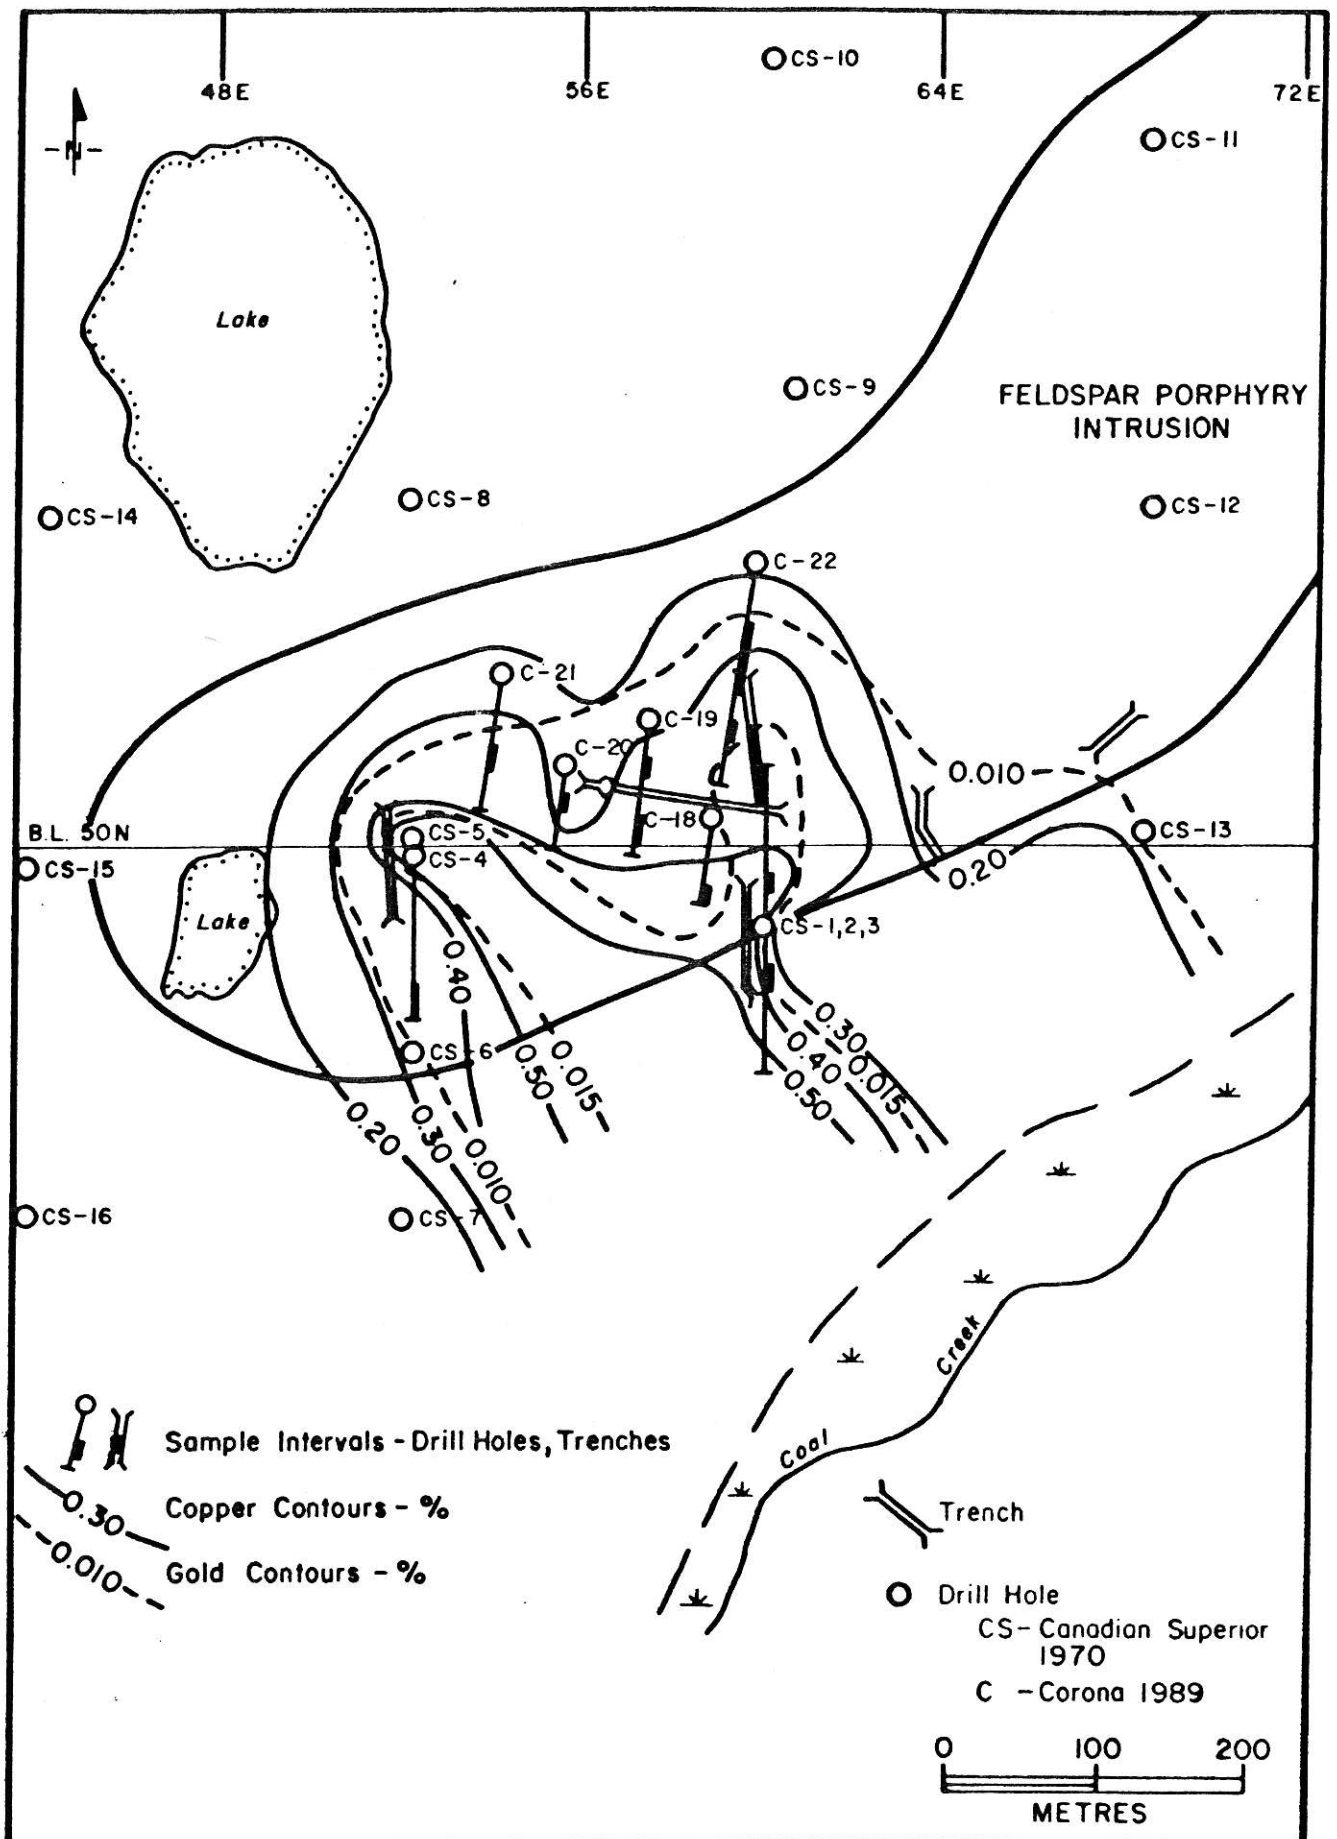 48E
56E
64E
72E
CS-10
CS-11
-N-
Lake
CS-9
FELDSPAR PORPHYRY
INTRUSION
CS-8
CS-14
CS-12
C-22
C-21
C-19
C-20
0.010
C-18
B.L. 50N
CS-5
CS-13
CS-4
CS-15
0.20
Lake
CS-1,2,3
0.40
0.30
CS-6
0.40
0.015
0.50
0.015
0.50
0.20
0.30
0.010
CS-16
CS-7
Creek
Coal
Sample Intervals - Drill Holes, Trenches
0.30
Copper Contours - %
Trench
0.010
Gold Contours - %
Drill Hole
CS- Canadian Superior
1970
C - Corona 1989
0 100 200
METRES